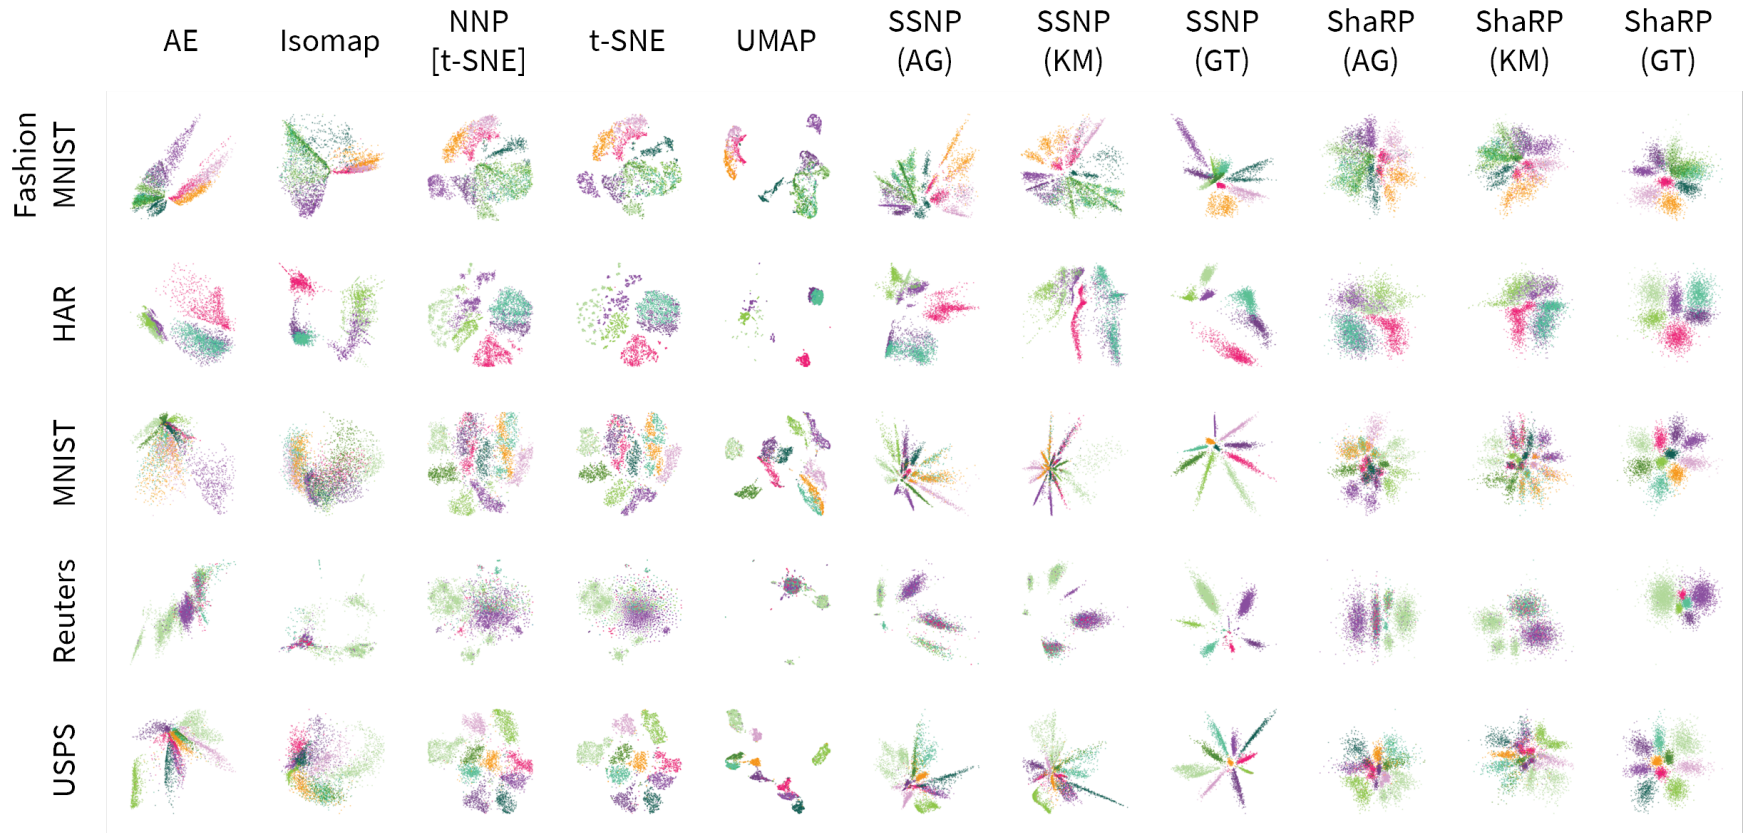 AE
Isomap
NNP
[t-SNE]
t-SNE
UMAP
SSNP
(AG)
SSNP
(KM)
SSNP
(GT)
ShaRP
(AG)
ShaRP
(KM)
ShaRP
(GT)
Fashion
MNIST
HAR
MNIST
Reuters
USPS